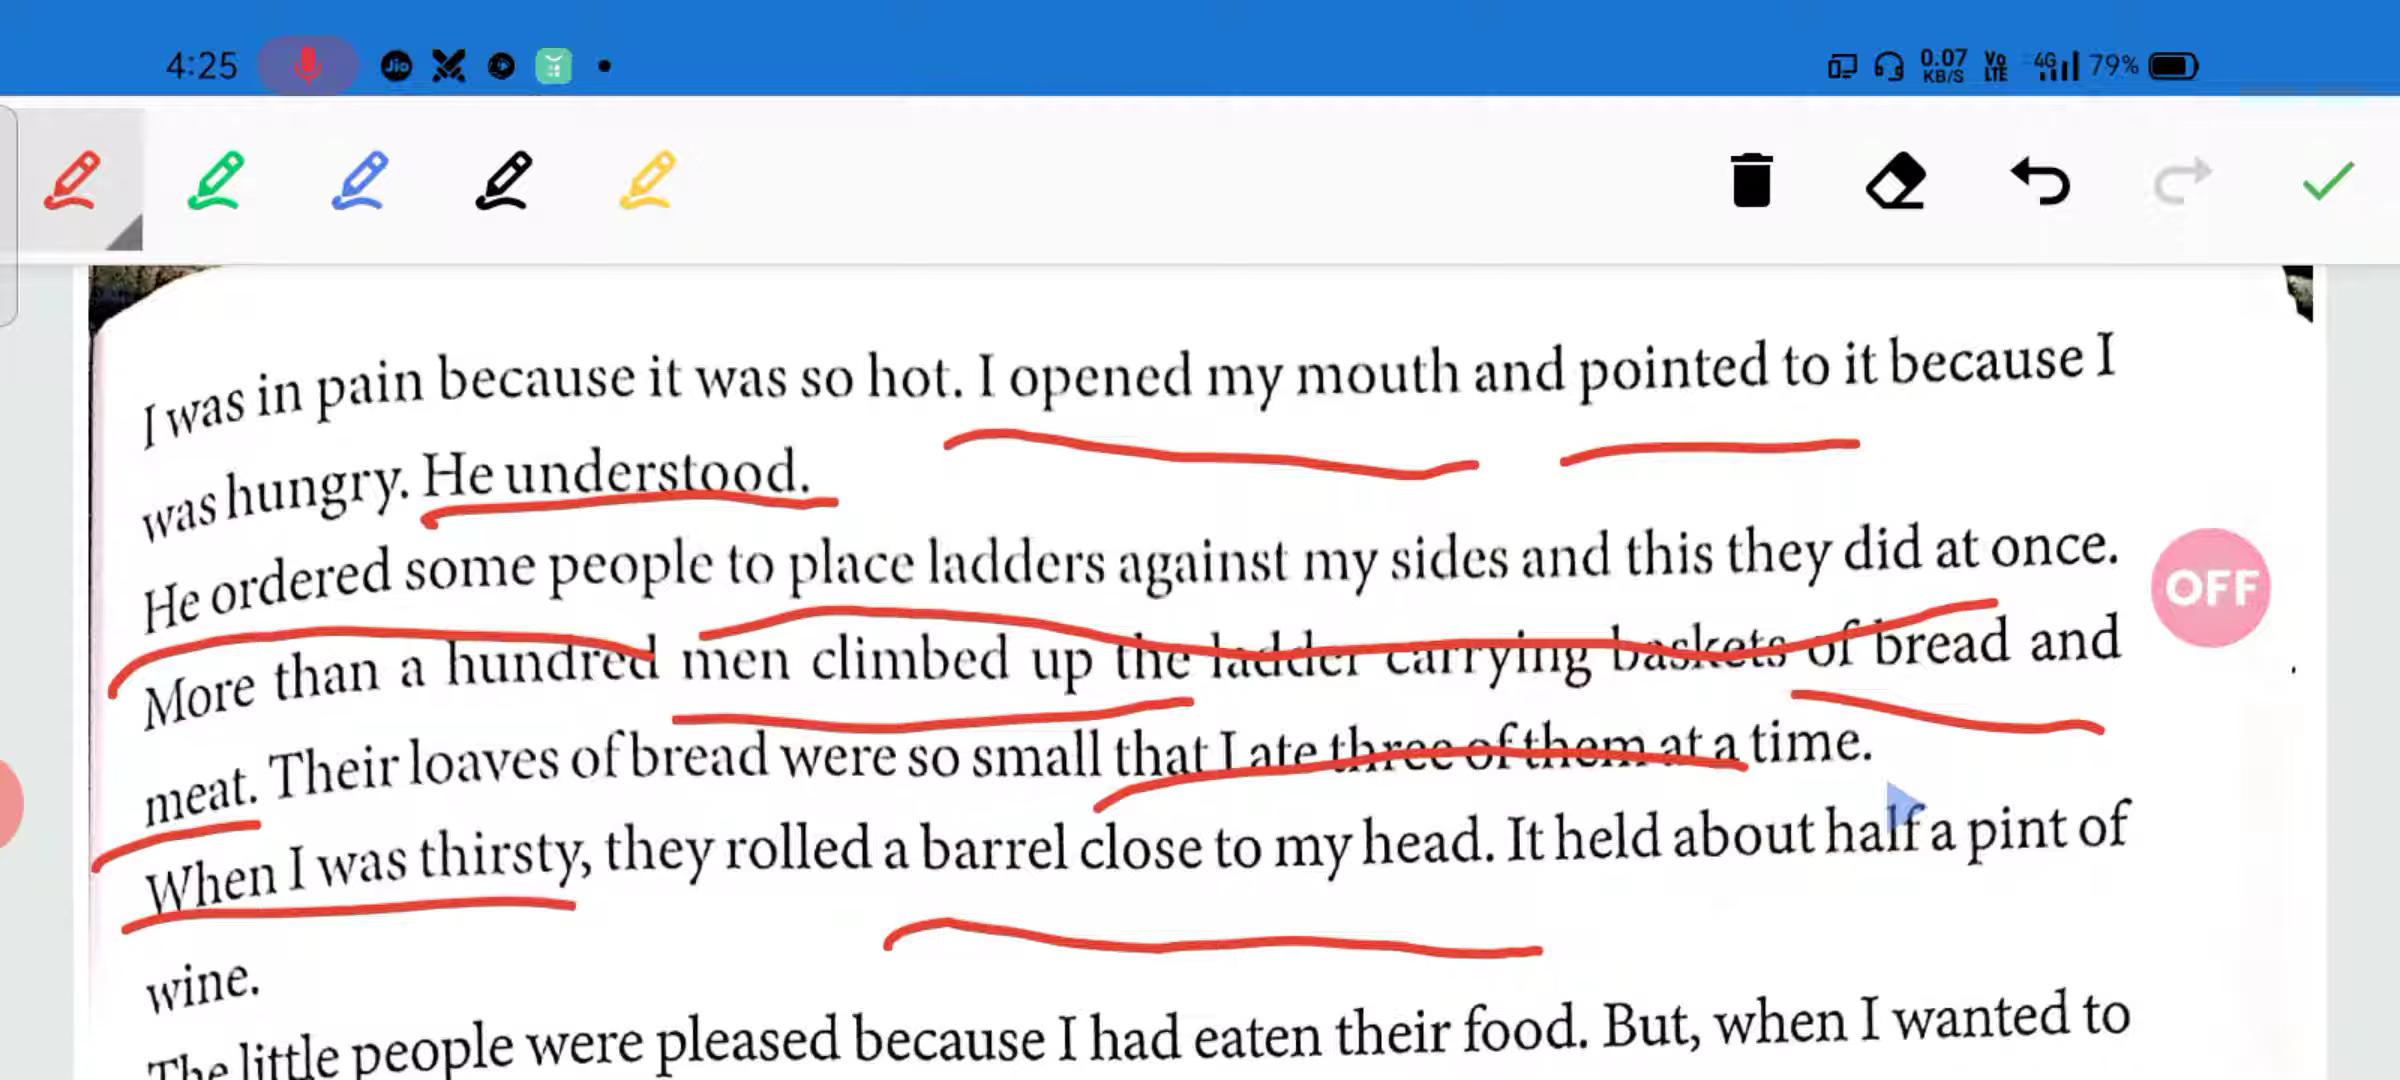 4:25
Jio
0.07 KB/S
Vo LTE
4G
79%
I was in pain because it was so hot. I opened my mouth and pointed to it because I
was hungry. He understood.
He ordered some people to place ladders against my sides and this they did at once.
OFF
More than a hundred men climbed up the ladder carrying baskets of bread and
meat. Their loaves of bread were so small that I ate three of them at a time.
When I was thirsty, they rolled a barrel close to my head. It held about half a pint of
wine.
The little people were pleased because I had eaten their food. But, when I wanted to